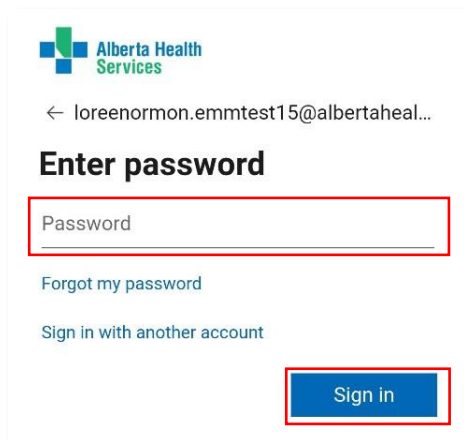 Alberta Health
Services
← loreenormon.emmtest15@albertaheal...
Enter password
Password
Forgot my password
Sign in with another account
Sign in